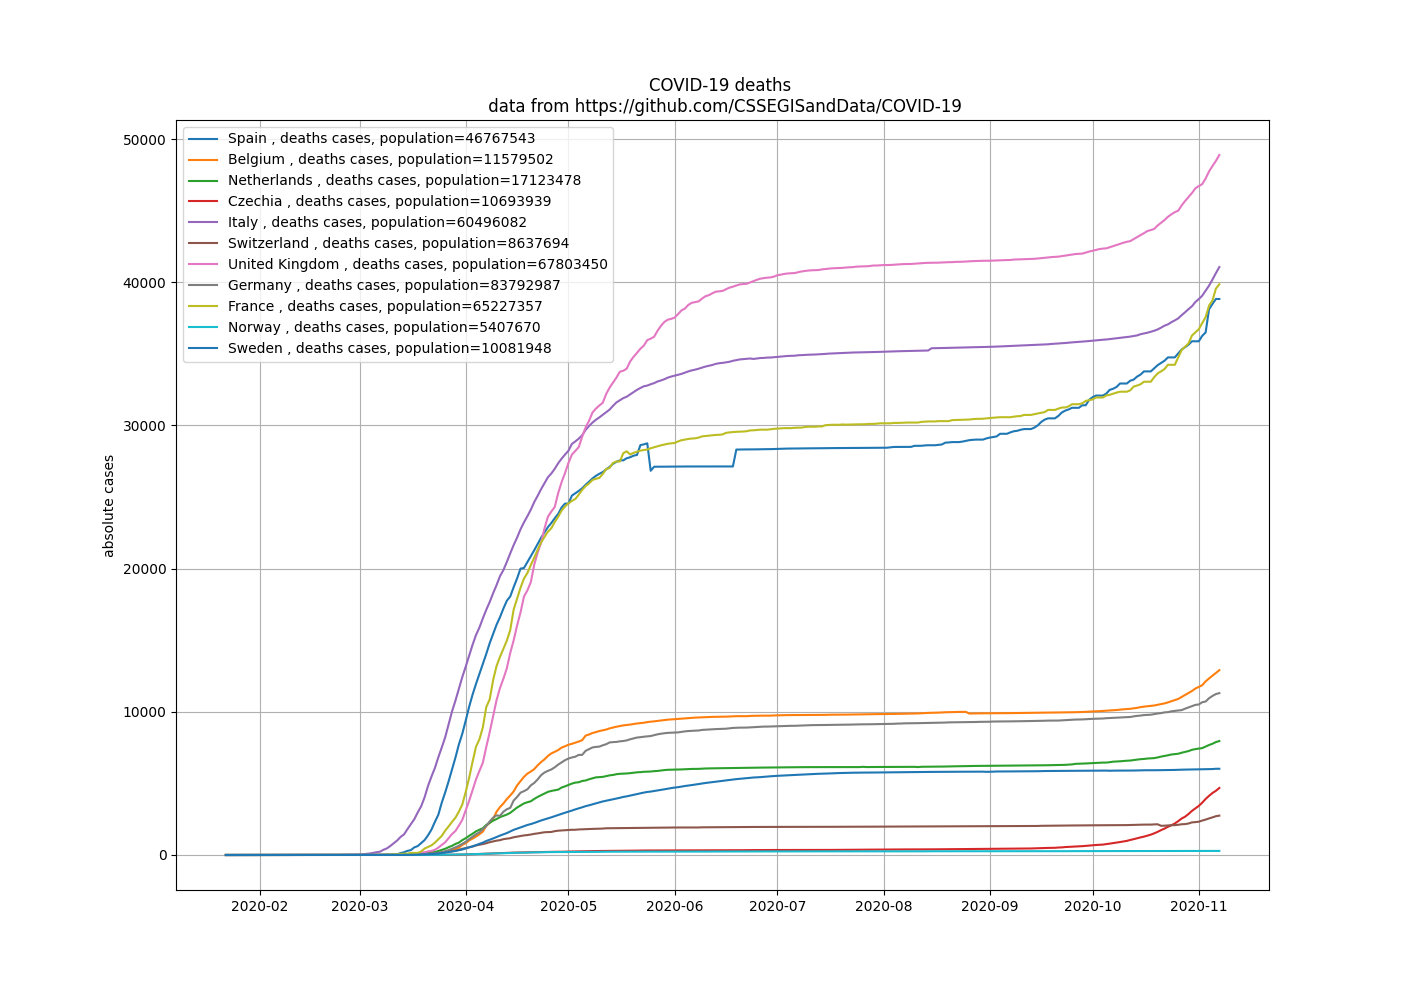 COVID-19 deaths
data from https://github.com/CSSEGISandData/COVID-19
Spain , deaths cases, population=46767543
Belgium , deaths cases, population=11579502
Netherlands , deaths cases, population=17123478
Czechia , deaths cases, population=10693939
Italy , deaths cases, population=60496082
Switzerland , deaths cases, population=8637694
United Kingdom , deaths cases, population=67803450
Germany , deaths cases, population=83792987
France , deaths cases, population=65227357
Norway , deaths cases, population=5407670
Sweden , deaths cases, population=10081948
50000
40000
30000
20000
10000
0
absolute cases
2020-02 2020-03 2020-04 2020-05 2020-06 2020-07 2020-08 2020-09 2020-10 2020-11